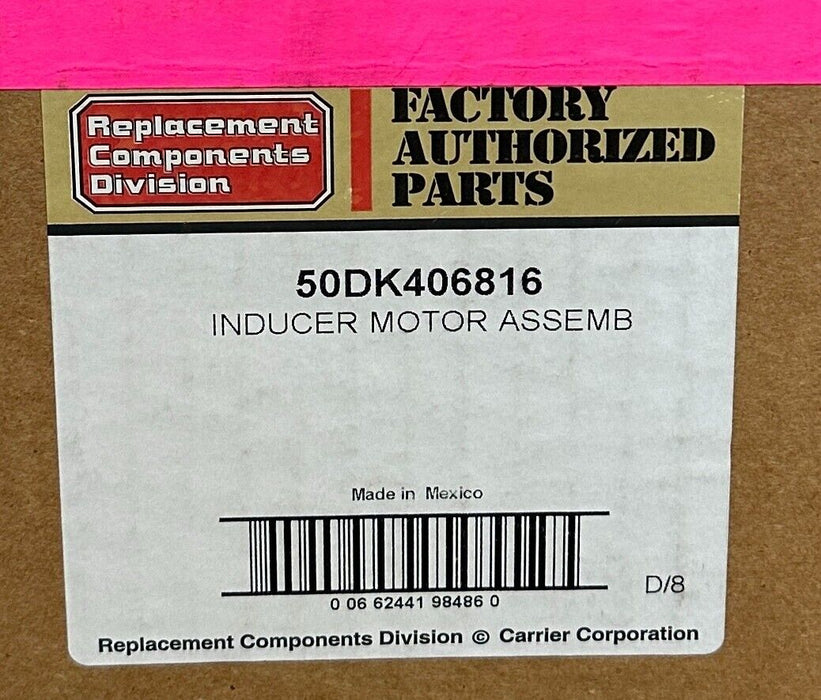 Replacement
Components
Division
FACTORY
AUTHORIZED
PARTS
50DK406816
INDUCER MOTOR ASSEMB
Made in Mexico
0 06 62441 98486 0
D/8
Replacement Components Division © Carrier Corporation